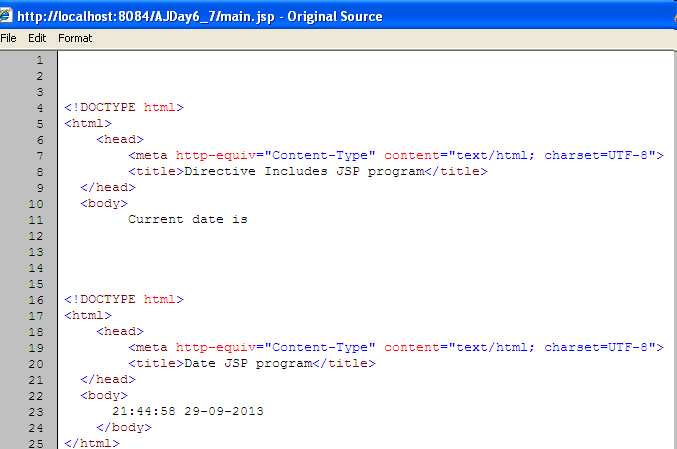 http://localhost:8084/AJDay6_7/main.jsp - Original Source
File Edit Format
1
2
3
4 <!DOCTYPE html>
5 <html>
6 <head>
7 <meta http-equiv="Content-Type" content="text/html; charset=UTF-8">
8 <title>Directive Includes JSP program</title>
9 </head>
10 <body>
11 Current date is
12
13
14
15
16 <!DOCTYPE html>
17 <html>
18 <head>
19 <meta http-equiv="Content-Type" content="text/html; charset=UTF-8">
20 <title>Date JSP program</title>
21 </head>
22 <body>
23 21:44:58 29-09-2013
24 </body>
25 </html>